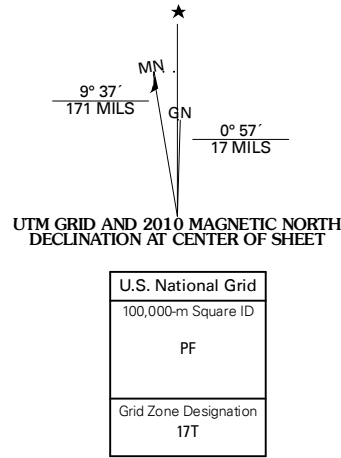 ★
MN
GN
9° 37´
171 MILS
0° 57´
17 MILS
UTM GRID AND 2010 MAGNETIC NORTH
DECLINATION AT CENTER OF SHEET
U.S. National Grid
100,000-m Square ID
PF
Grid Zone Designation
17T